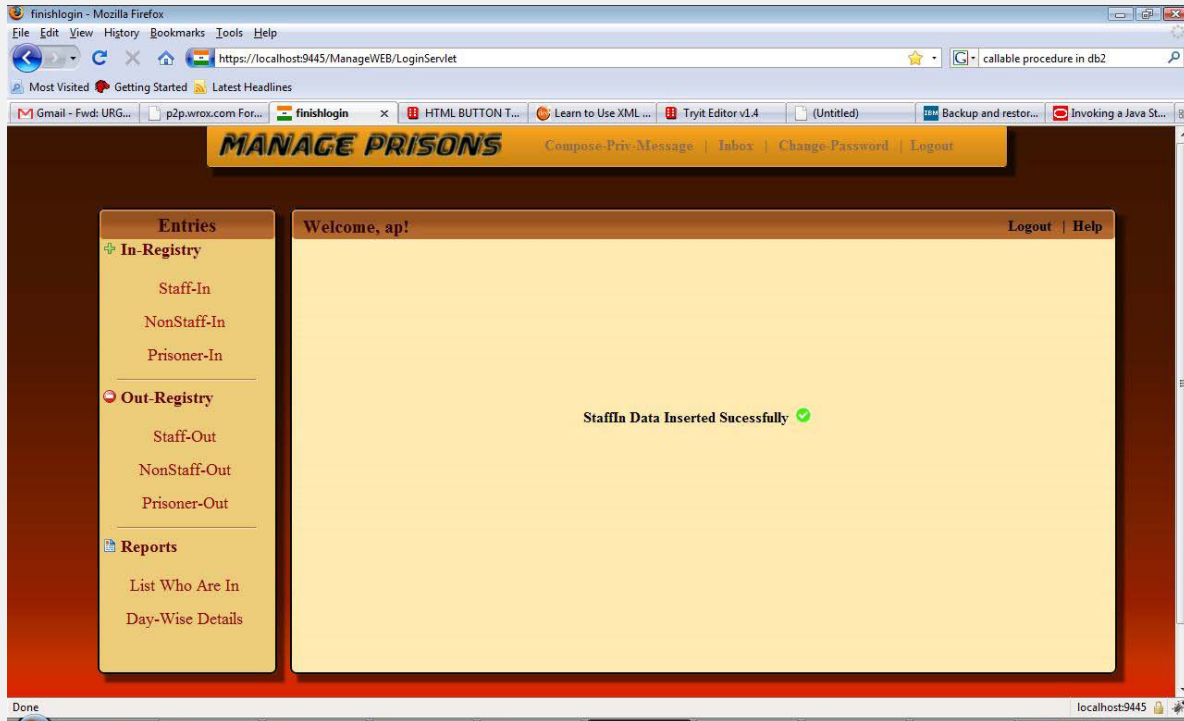 finishlogin - Mozilla Firefox
File Edit View History Bookmarks Tools Help
https://localhost:9445/ManageWEB/LoginServlet
G callable procedure in db2
Most Visited Getting Started Latest Headlines
Gmail - Fwd: URG... p2p.wrox.com For... finishlogin HTML BUTTON T... Learn to Use XML ... Tryit Editor v1.4 (Untitled) IBM Backup and restor... Invoking a Java St...
MANAGE PRISONS Compose-Priv-Message | Inbox | Change-Password | Logout
Entries
Welcome, ap! Logout | Help
In-Registry
Staff-In
NonStaff-In
Prisoner-In
Out-Registry
Staff-Out
NonStaff-Out
Prisoner-Out
Reports
List Who Are In
Day-Wise Details
StaffIn Data Inserted Sucessfully
Done localhost:9445